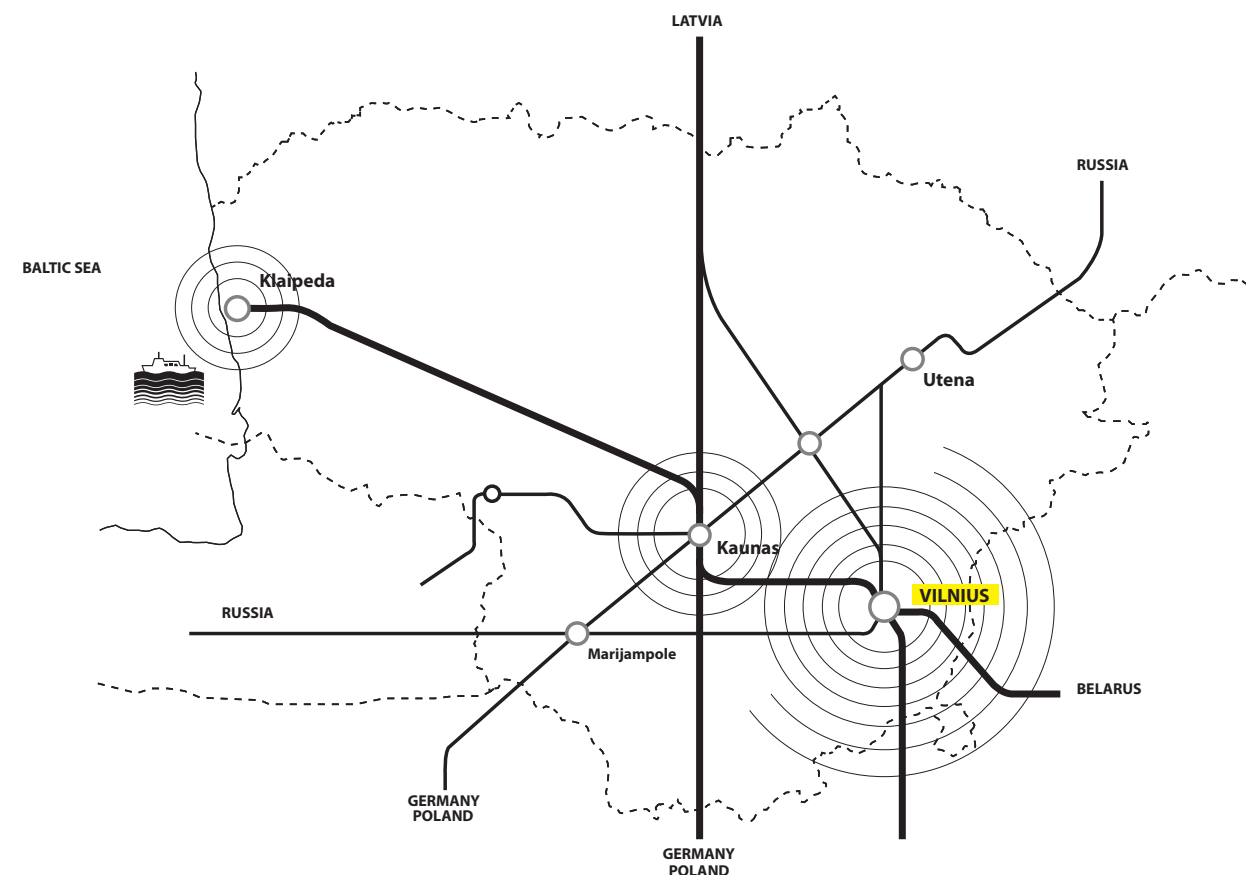 LATVIA
RUSSIA
BALTIC SEA
Klaipeda
Utena
Kaunas
VILNIUS
RUSSIA
Marijampole
BELARUS
GERMANY
POLAND
GERMANY
POLAND